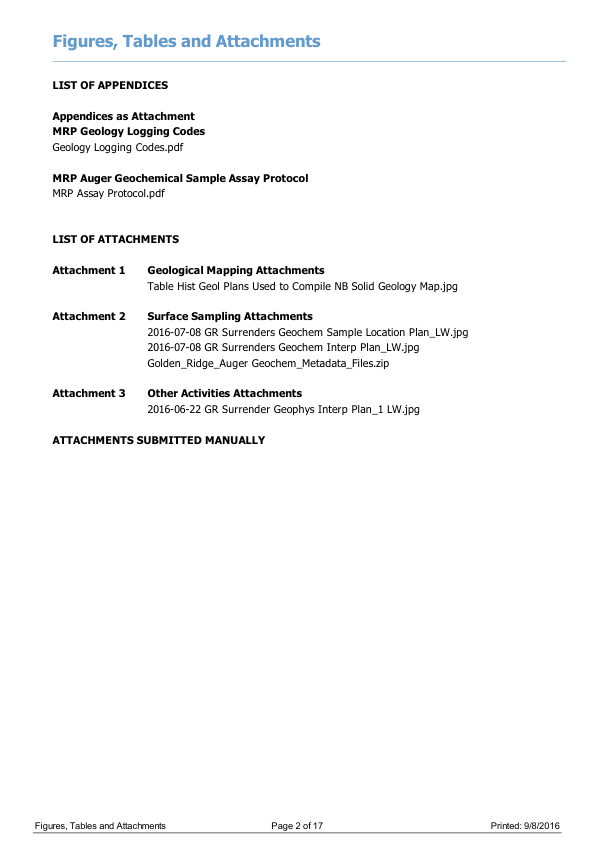 Figures, Tables and Attachments
LIST OF APPENDICES
Appendices as Attachment
MRP Geology Logging Codes
Geology Logging Codes.pdf
MRP Auger Geochemical Sample Assay Protocol
MRP Assay Protocol.pdf
LIST OF ATTACHMENTS
Attachment 1 Geological Mapping Attachments
Table Hist Geol Plans Used to Compile NB Solid Geology Map.jpg
Attachment 2 Surface Sampling Attachments
2016-07-08 GR Surrenders Geochem Sample Location Plan_LW.jpg
2016-07-08 GR Surrenders Geochem Interp Plan_LW.jpg
Golden_Ridge_Auger Geochem_Metadata_Files.zip
Attachment 3 Other Activities Attachments
2016-06-22 GR Surrender Geophys Interp Plan_1 LW.jpg
ATTACHMENTS SUBMITTED MANUALLY
Figures, Tables and Attachments Page 2 of 17 Printed: 9/8/2016